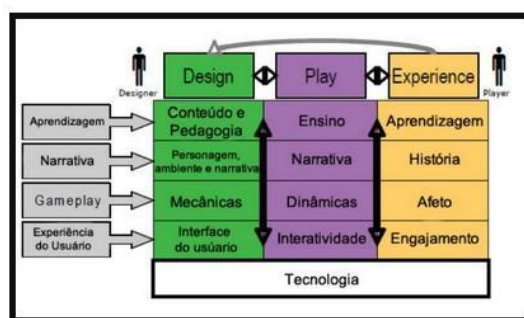 Design
Play
Experience
Designer
Player
Aprendizagem
Conteúdo e
Pedagogia
Ensino
Aprendizagem
Narrativa
Personagem,
ambiente e narrativa
Narrativa
História
Gameplay
Mecânicas
Dinâmicas
Afeto
Experiência
do Usuário
Interface
do usúario
Interatividade
Engajamento
Tecnologia